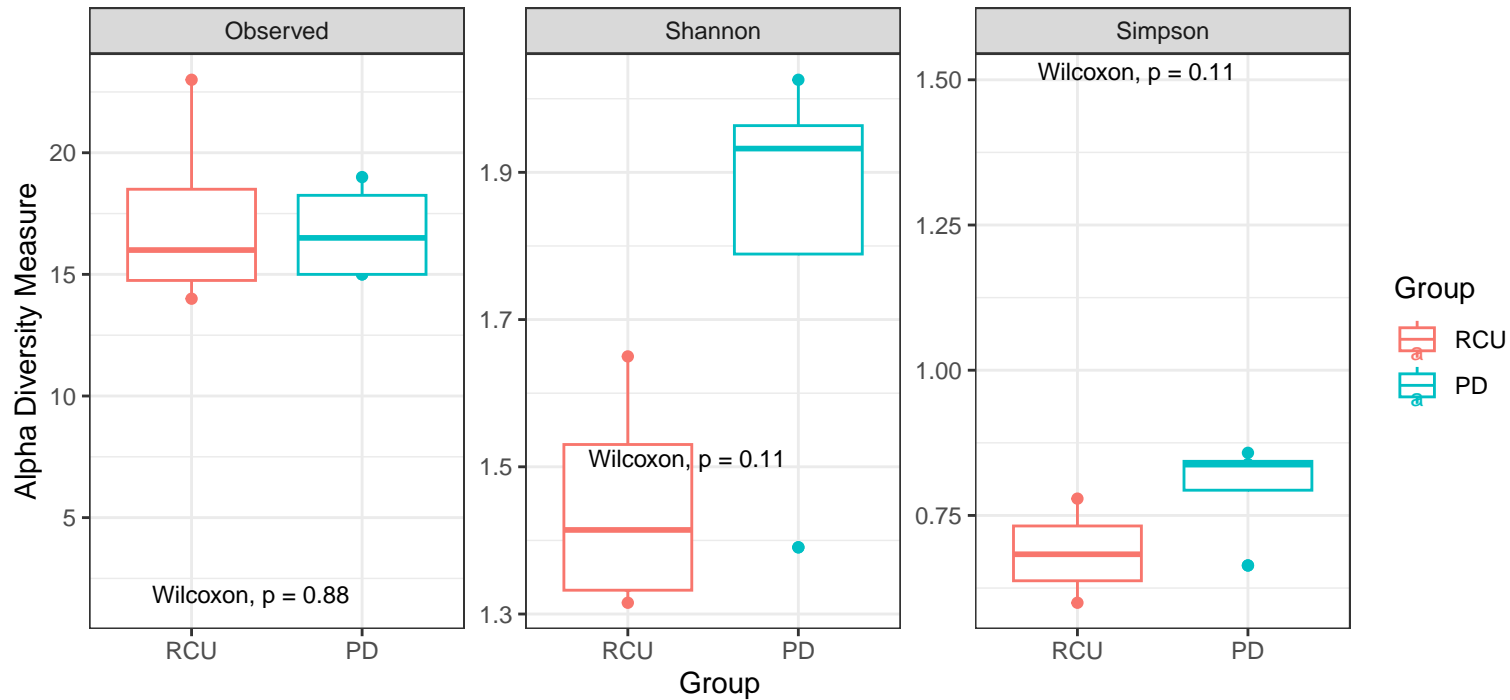 Observed
Shannon
Simpson
Alpha Diversity Measure
20
15
10
5
Wilcoxon, p = 0.88
RCU
PD
1.9
1.7
1.5
1.3
Wilcoxon, p = 0.11
RCU
PD
Group
1.50
1.25
1.00
0.75
Wilcoxon, p = 0.11
RCU
PD
Group
a RCU
a PD